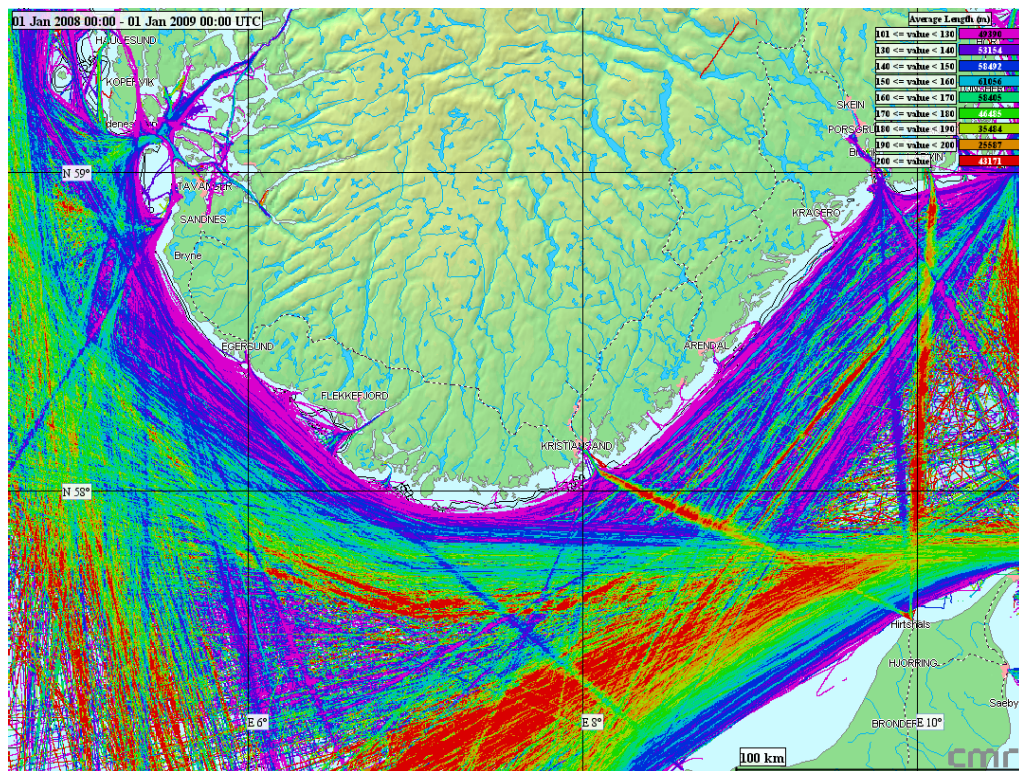 01 Jan 2008 00:00 - 01 Jan 2009 00:00 UTC
Average Length (m)
101 <= value < 130 49390
130 <= value < 140 53154
140 <= value < 150 58492
150 <= value < 160 61056
160 <= value < 170 58405
170 <= value < 180 46485
180 <= value < 190 35484
190 <= value < 200 25587
200 <= value 43171
HAUGESUND
KOPERVIK
SKEIN
N 59°
SANDNES
KRAGERO
Bryne
EGERSUND
ARENDAL
FLEKKEFJORD
KRISTIANSAND
N 58°
Hirtshals
HJORRING
Saeby
E 6°
E 8°
BRONDER
E 10°
100 km
cmr